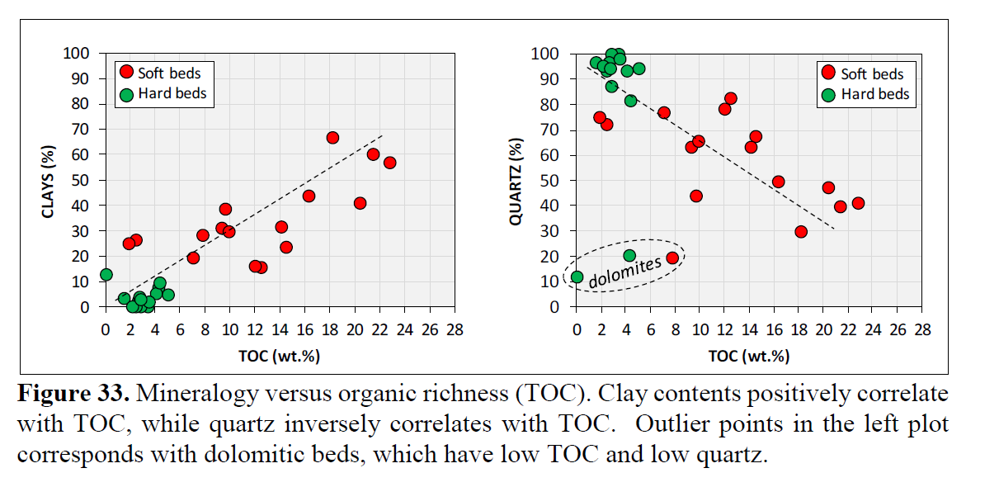 100
90
80
70
60
50
40
30
20
10
0
CLAYS (%)
Soft beds
Hard beds
0 2 4 6 8 10 12 14 16 18 20 22 24 26 28
TOC (wt.%)
100
90
80
70
60
50
40
30
20
10
0
QUARTZ (%)
Soft beds
Hard beds
dolomites
0 2 4 6 8 10 12 14 16 18 20 22 24 26 28
TOC (wt.%)
Figure 33. Mineralogy versus organic richness (TOC). Clay contents positively correlate
with TOC, while quartz inversely correlates with TOC. Outlier points in the left plot
corresponds with dolomitic beds, which have low TOC and low quartz.